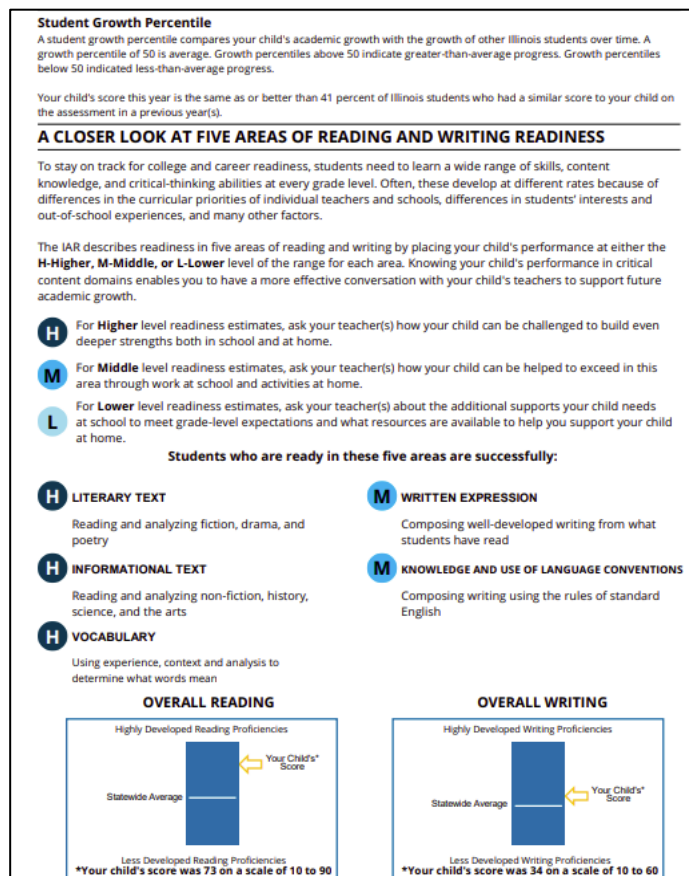 Student Growth Percentile
A student growth percentile compares your child's academic growth with the growth of other Illinois students over time. A
growth percentile of 50 is average. Growth percentiles above 50 indicate greater-than-average progress. Growth percentiles
below 50 indicated less-than-average progress.
Your child's score this year is the same as or better than 41 percent of Illinois students who had a similar score to your child on
the assessment in a previous year(s).
A CLOSER LOOK AT FIVE AREAS OF READING AND WRITING READINESS
To stay on track for college and career readiness, students need to learn a wide range of skills, content
knowledge, and critical-thinking abilities at every grade level. Often, these develop at different rates because of
differences in the curricular priorities of individual teachers and schools, differences in students' interests and
out-of-school experiences, and many other factors.
The IAR describes readiness in five areas of reading and writing by placing your child's performance at either the
H-Higher, M-Middle, or L-Lower level of the range for each area. Knowing your child's performance in critical
content domains enables you to have a more effective conversation with your child's teachers to support future
academic growth.
H For Higher level readiness estimates, ask your teacher(s) how your child can be challenged to build even
deeper strengths both in school and at home.
M For Middle level readiness estimates, ask your teacher(s) how your child can be helped to exceed in this
area through work at school and activities at home.
L For Lower level readiness estimates, ask your teacher(s) about the additional supports your child needs
at school to meet grade-level expectations and what resources are available to help you support your child
at home.
Students who are ready in these five areas are successfully:
H LITERARY TEXT
Reading and analyzing fiction, drama, and
poetry
H INFORMATIONAL TEXT
Reading and analyzing non-fiction, history,
science, and the arts
H VOCABULARY
Using experience, context and analysis to
determine what words mean
M WRITTEN EXPRESSION
Composing well-developed writing from what
students have read
M KNOWLEDGE AND USE OF LANGUAGE CONVENTIONS
Composing writing using the rules of standard
English
OVERALL READING
Highly Developed Reading Proficiencies
Your Child's*
Score
Statewide Average
Less Developed Reading Proficiencies
*Your child's score was 73 on a scale of 10 to 90
OVERALL WRITING
Highly Developed Writing Proficiencies
Your Child's*
Score
Statewide Average
Less Developed Writing Proficiencies
*Your child's score was 34 on a scale of 10 to 60